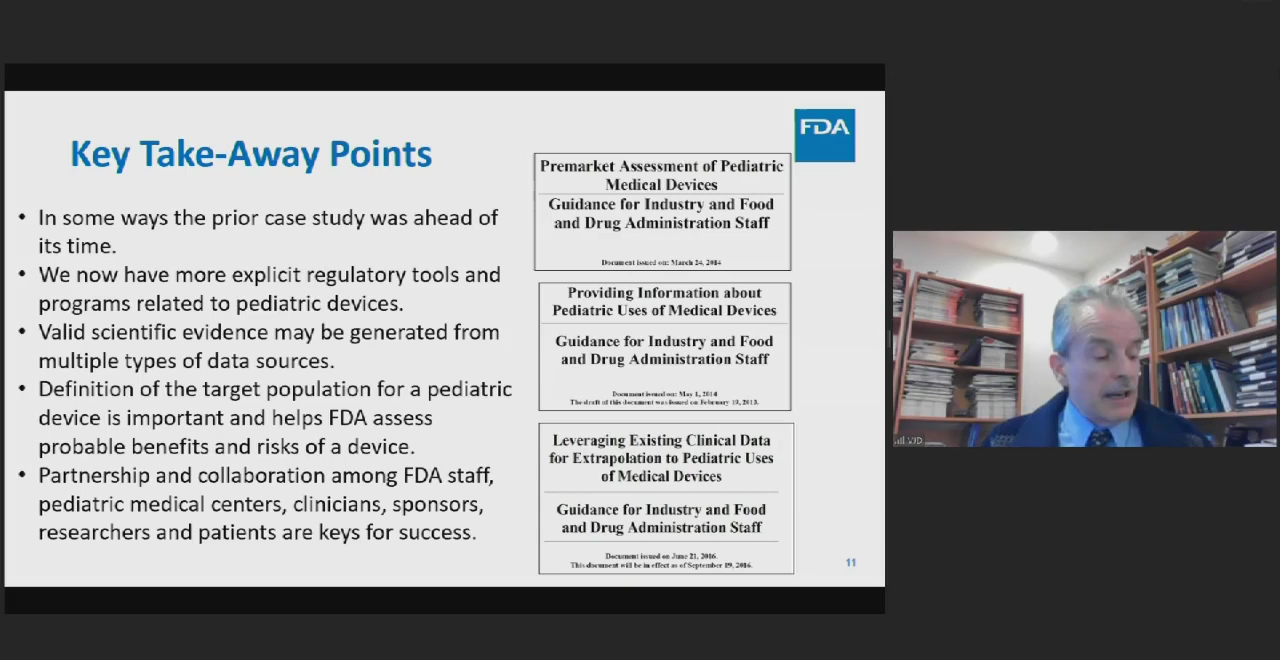 FDA
Key Take-Away Points
• In some ways the prior case study was ahead of
its time.
• We now have more explicit regulatory tools and
programs related to pediatric devices.
• Valid scientific evidence may be generated from
multiple types of data sources.
• Definition of the target population for a pediatric
device is important and helps FDA assess
probable benefits and risks of a device.
• Partnership and collaboration among FDA staff,
pediatric medical centers, clinicians, sponsors,
researchers and patients are keys for success.
Premarket Assessment of Pediatric
Medical Devices
Guidance for Industry and Food
and Drug Administration Staff
Document issued on: March 24, 2014
Providing Information about
Pediatric Uses of Medical Devices
Guidance for Industry and Food
and Drug Administration Staff
Document issued on: May 1, 2014
The draft of this document was issued on February 19, 2013.
Leveraging Existing Clinical Data
for Extrapolation to Pediatric Uses
of Medical Devices
Guidance for Industry and Food
and Drug Administration Staff
Document issued on June 21, 2016.
This document will be in effect as of September 19, 2016.
11